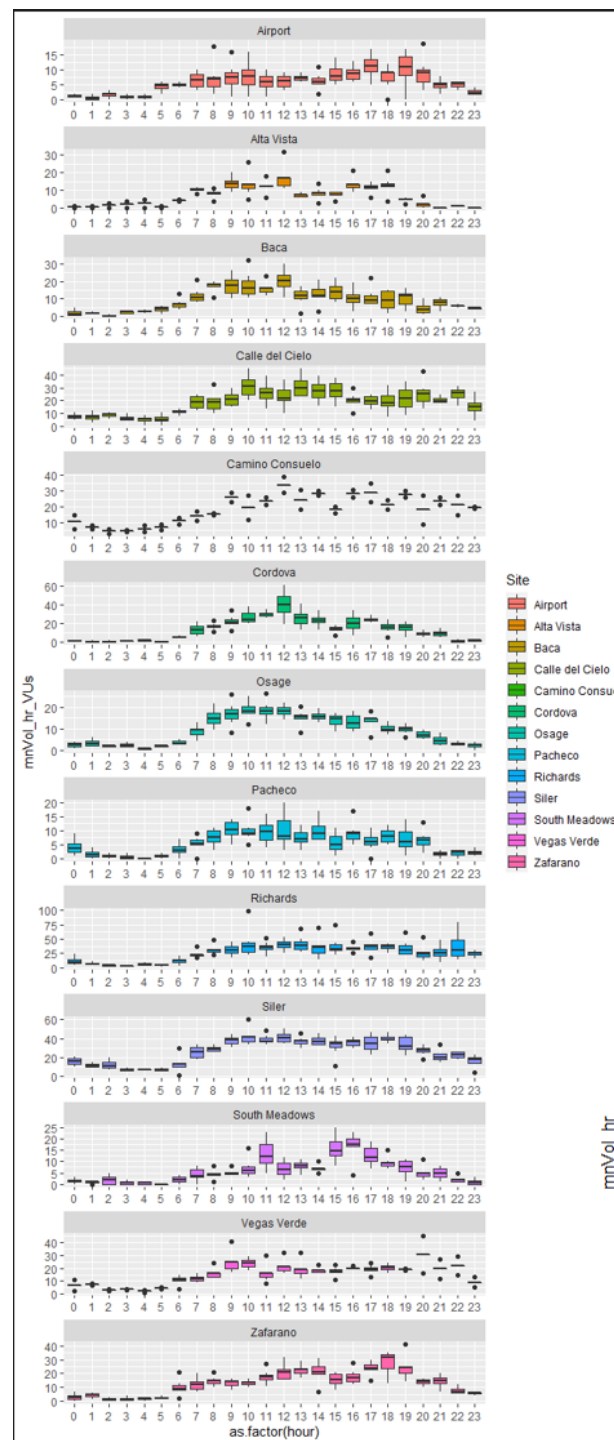 Airport
15
10
5
0
0 1 2 3 4 5 6 7 8 9 10 11 12 13 14 15 16 17 18 19 20 21 22 23
Alta Vista
30
20
10
0
0 1 2 3 4 5 6 7 8 9 10 11 12 13 14 15 16 17 18 19 20 21 22 23
Baca
30
20
10
0
0 1 2 3 4 5 6 7 8 9 10 11 12 13 14 15 16 17 18 19 20 21 22 23
Calle del Cielo
40
30
20
10
0
0 1 2 3 4 5 6 7 8 9 10 11 12 13 14 15 16 17 18 19 20 21 22 23
Camino Consuelo
40
30
20
10
0 1 2 3 4 5 6 7 8 9 10 11 12 13 14 15 16 17 18 19 20 21 22 23
Cordova
60
40
20
0
0 1 2 3 4 5 6 7 8 9 10 11 12 13 14 15 16 17 18 19 20 21 22 23
Osage
20
10
0
0 1 2 3 4 5 6 7 8 9 10 11 12 13 14 15 16 17 18 19 20 21 22 23
Pacheco
20
15
10
5
0
0 1 2 3 4 5 6 7 8 9 10 11 12 13 14 15 16 17 18 19 20 21 22 23
Richards
100
75
50
25
0
0 1 2 3 4 5 6 7 8 9 10 11 12 13 14 15 16 17 18 19 20 21 22 23
Siler
60
40
20
0
0 1 2 3 4 5 6 7 8 9 10 11 12 13 14 15 16 17 18 19 20 21 22 23
South Meadows
25
20
15
10
5
0
0 1 2 3 4 5 6 7 8 9 10 11 12 13 14 15 16 17 18 19 20 21 22 23
Vegas Verde
40
30
20
10
0
0 1 2 3 4 5 6 7 8 9 10 11 12 13 14 15 16 17 18 19 20 21 22 23
Zafarano
40
30
20
10
0
0 1 2 3 4 5 6 7 8 9 10 11 12 13 14 15 16 17 18 19 20 21 22 23
as.factor(hour)
mnVol_hr_VUs
Site
Airport
Alta Vista
Baca
Calle del Cielo
Camino Consue
Cordova
Osage
Pacheco
Richards
Siler
South Meadows
Vegas Verde
Zafarano
mnVol_hr